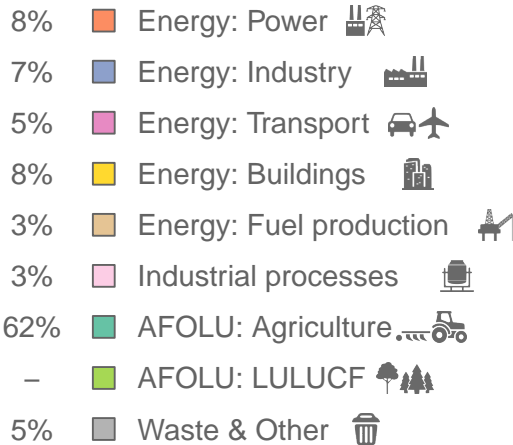 8% Energy: Power
7% Energy: Industry
5% Energy: Transport
8% Energy: Buildings
3% Energy: Fuel production
3% Industrial processes
62% AFOLU: Agriculture
– AFOLU: LULUCF
5% Waste & Other